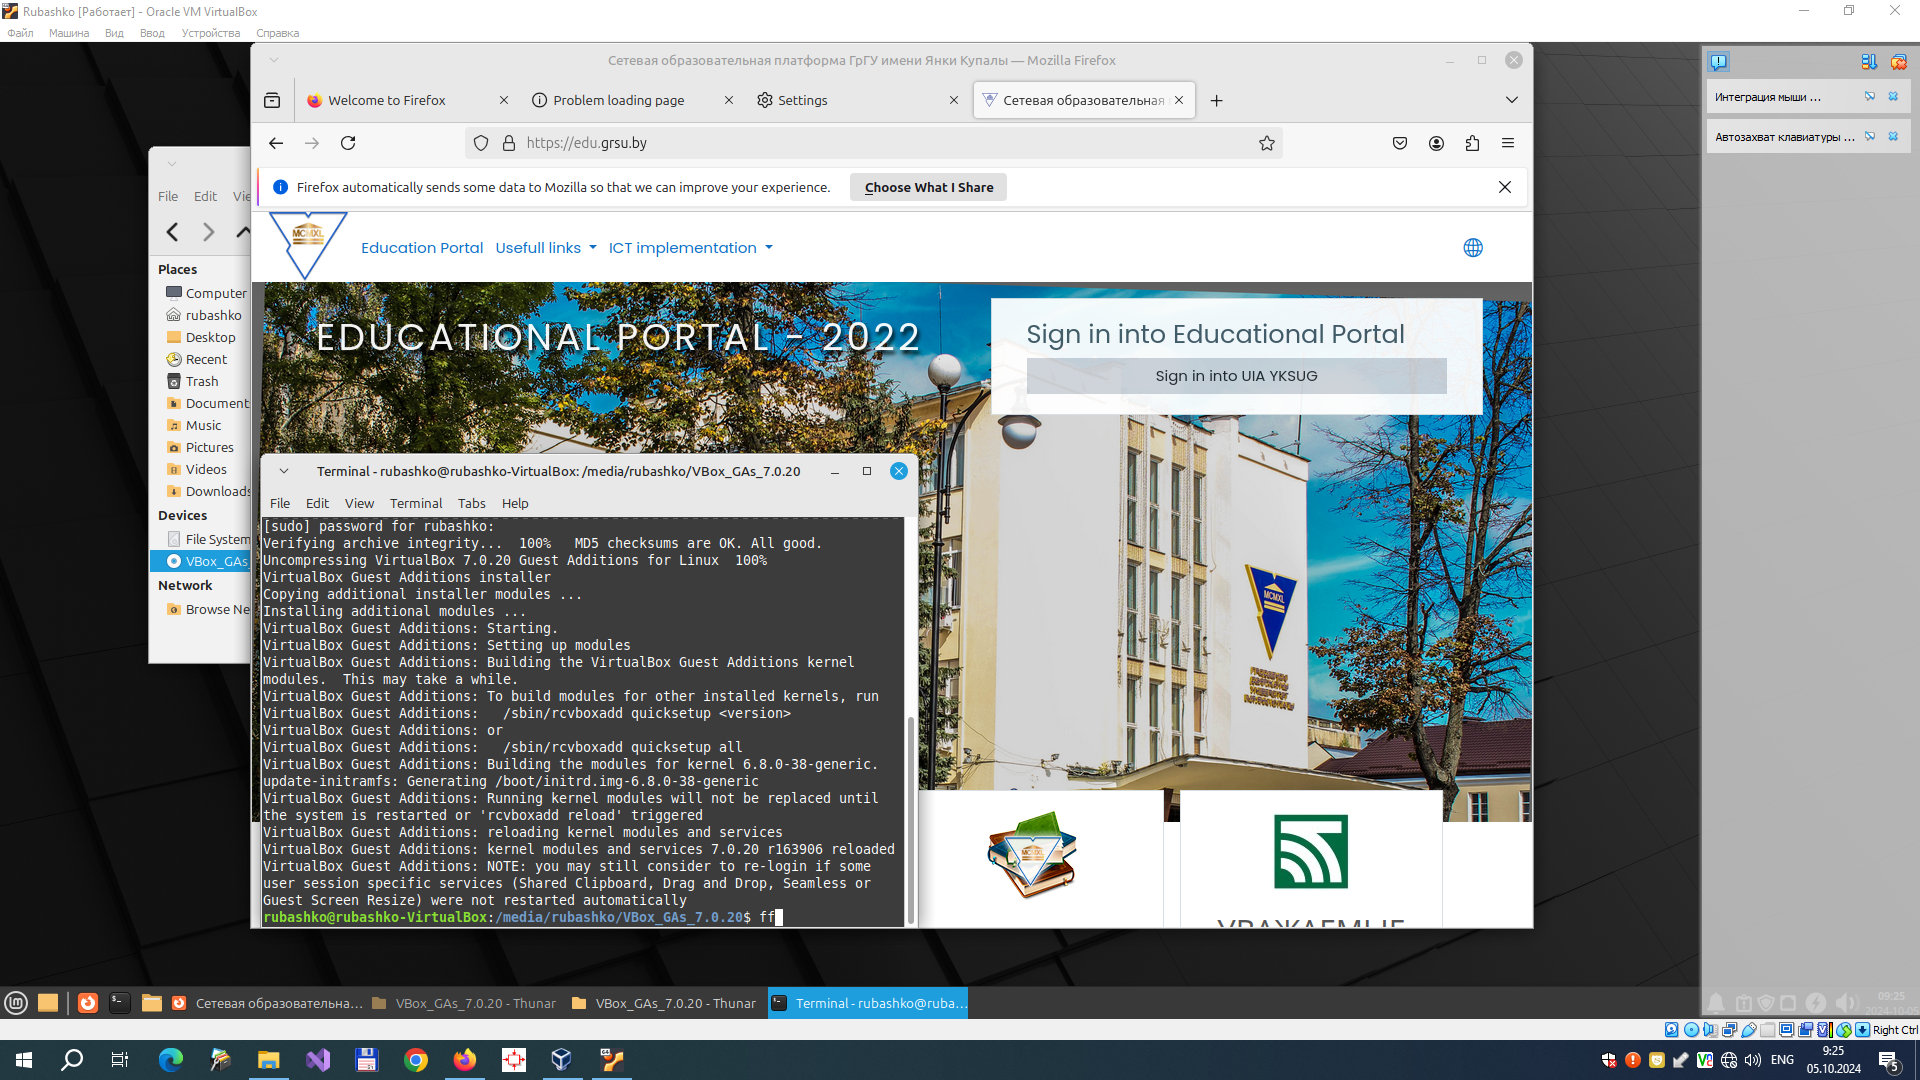 Rubashko [Работает] - Oracle VM VirtualBox
Файл Машина Вид Ввод Устройства Справка
Сетевая образовательная платформа ГрГУ имени Янки Купалы — Mozilla Firefox
Welcome to Firefox
Problem loading page
Settings
Сетевая образовательная
https://edu.grsu.by
Firefox automatically sends some data to Mozilla so that we can improve your experience.
Choose What I Share
Интеграция мыши ...
Автозахват клавиатуры ...
File Edit Vie
Places
Computer
rubashko
Desktop
Recent
Trash
Document
Music
Pictures
Videos
Downloads
Devices
File System
VBox_GAs_
Network
Browse Ne
MCMXL
Education Portal Usefull links ICT implementation
EDUCATIONAL PORTAL - 2022
Sign in into Educational Portal
Sign in into UIA YKSUG
MCMXL
Terminal - rubashko@rubashko-VirtualBox: /media/rubashko/VBox_GAs_7.0.20
File Edit View Terminal Tabs Help
[sudo] password for rubashko:
Verifying archive integrity... 100% MD5 checksums are OK. All good.
Uncompressing VirtualBox 7.0.20 Guest Additions for Linux 100%
VirtualBox Guest Additions installer
Copying additional installer modules ...
Installing additional modules ...
VirtualBox Guest Additions: Starting.
VirtualBox Guest Additions: Setting up modules
VirtualBox Guest Additions: Building the VirtualBox Guest Additions kernel
modules. This may take a while.
VirtualBox Guest Additions: To build modules for other installed kernels, run
VirtualBox Guest Additions: /sbin/rcvboxadd quicksetup <version>
VirtualBox Guest Additions: or
VirtualBox Guest Additions: /sbin/rcvboxadd quicksetup all
VirtualBox Guest Additions: Building the modules for kernel 6.8.0-38-generic.
update-initramfs: Generating /boot/initrd.img-6.8.0-38-generic
VirtualBox Guest Additions: Running kernel modules will not be replaced until
the system is restarted or 'rcvboxadd reload' triggered
VirtualBox Guest Additions: reloading kernel modules and services
VirtualBox Guest Additions: kernel modules and services 7.0.20 r163906 reloaded
VirtualBox Guest Additions: NOTE: you may still consider to re-login if some
user session specific services (Shared Clipboard, Drag and Drop, Seamless or
Guest Screen Resize) were not restarted automatically
rubashko@rubashko-VirtualBox:/media/rubashko/VBox_GAs_7.0.20$ ff
УВАЖАЕМЫЕ
Сетевая образовательна...
VBox_GAs_7.0.20 - Thunar
VBox_GAs_7.0.20 - Thunar
Terminal - rubashko@ruba...
09:25
2024-10-05
Right Ctrl
ENG
9:25
05.10.2024
5